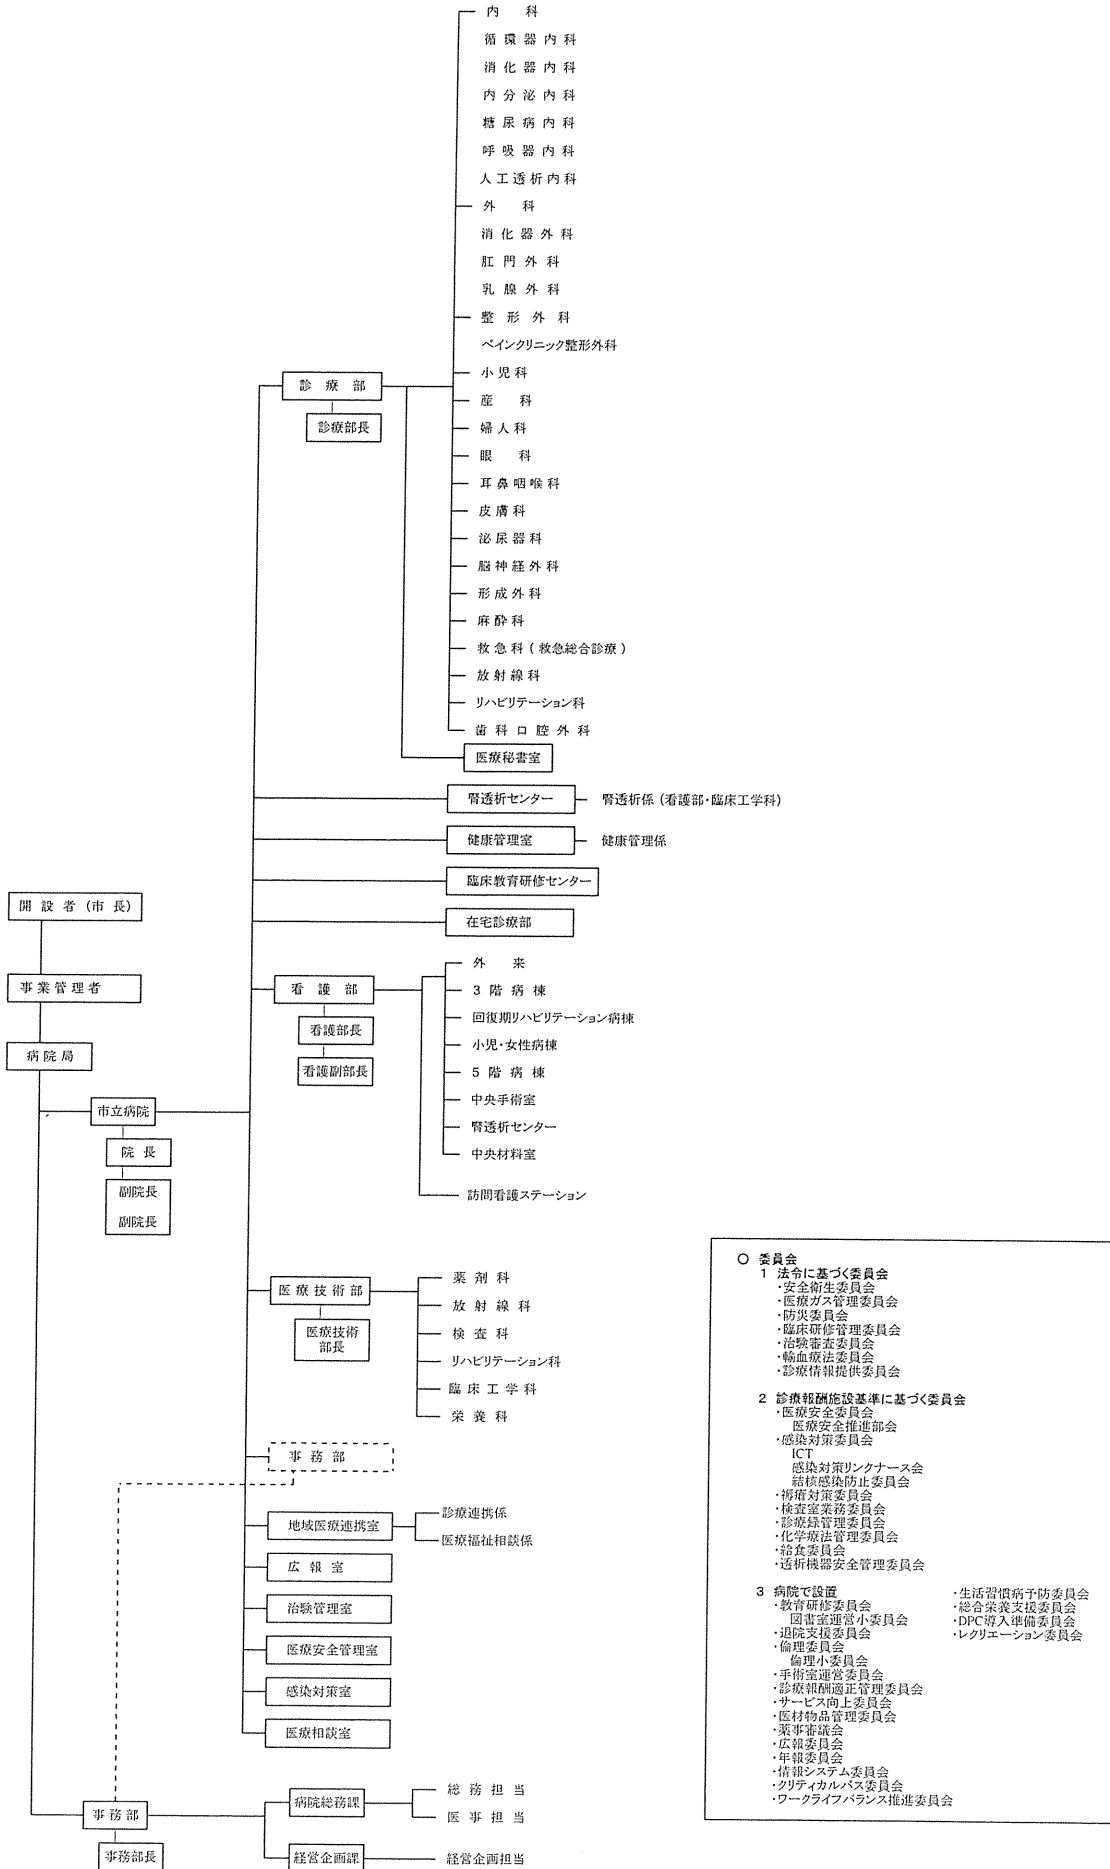 内科
循環器内科
消化器内科
内分泌内科
糖尿病内科
呼吸器内科
人工透析内科
外科
消化器外科
肛門外科
乳腺外科
整形外科
ペインクリニック整形外科
小児科
産科
婦人科
眼科
耳鼻咽喉科
皮膚科
泌尿器科
脳神経外科
形成外科
麻酔科
救急科(救急総合診療)
放射線科
リハビリテーション科
歯科口腔外科
診療部
診療部長
医療秘書室
腎透析センター
腎透析係(看護部・臨床工学科)
健康管理室
健康管理係
臨床教育研修センター
在宅診療部
開設者(市長)
事業管理者
病院局
市立病院
院長
副院長
副院長
看護部
看護部長
看護副部長
外来
3階病棟
回復期リハビリテーション病棟
小児・女性病棟
5階病棟
中央手術室
腎透析センター
中央材料室
訪問看護ステーション
医療技術部
医療技術
部長
薬剤科
放射線科
検査科
リハビリテーション科
臨床工学科
栄養科
事務部
地域医療連携室
診療連携係
医療福祉相談係
広報室
治験管理室
医療安全管理室
感染対策室
医療相談室
事務部
事務部長
病院総務課
総務担当
医事担当
経営企画課
経営企画担当
○ 委員会
1 法令に基づく委員会
・安全衛生委員会
・医療ガス管理委員会
・防災委員会
・臨床研修管理委員会
・治験審査委員会
・輸血療法委員会
・診療情報提供委員会
2 診療報酬施設基準に基づく委員会
・医療安全委員会
医療安全推進部会
・感染対策委員会
ICT
感染対策リンクナース会
結核感染防止委員会
・褥瘡対策委員会
・検査室業務委員会
・診療録管理委員会
・化学療法管理委員会
・給食委員会
・透析機器安全管理委員会
3 病院で設置
・教育研修委員会
図書室運営小委員会
・退院支援委員会
・倫理委員会
倫理小委員会
・手術室運営委員会
・診療報酬適正管理委員会
・サービス向上委員会
・医材物品管理委員会
・薬事審議会
・広報委員会
・年報委員会
・情報システム委員会
・クリティカルパス委員会
・ワークライフバランス推進委員会
・生活習慣病予防委員会
・総合栄養支援委員会
・DPC導入準備委員会
・レクリエーション委員会